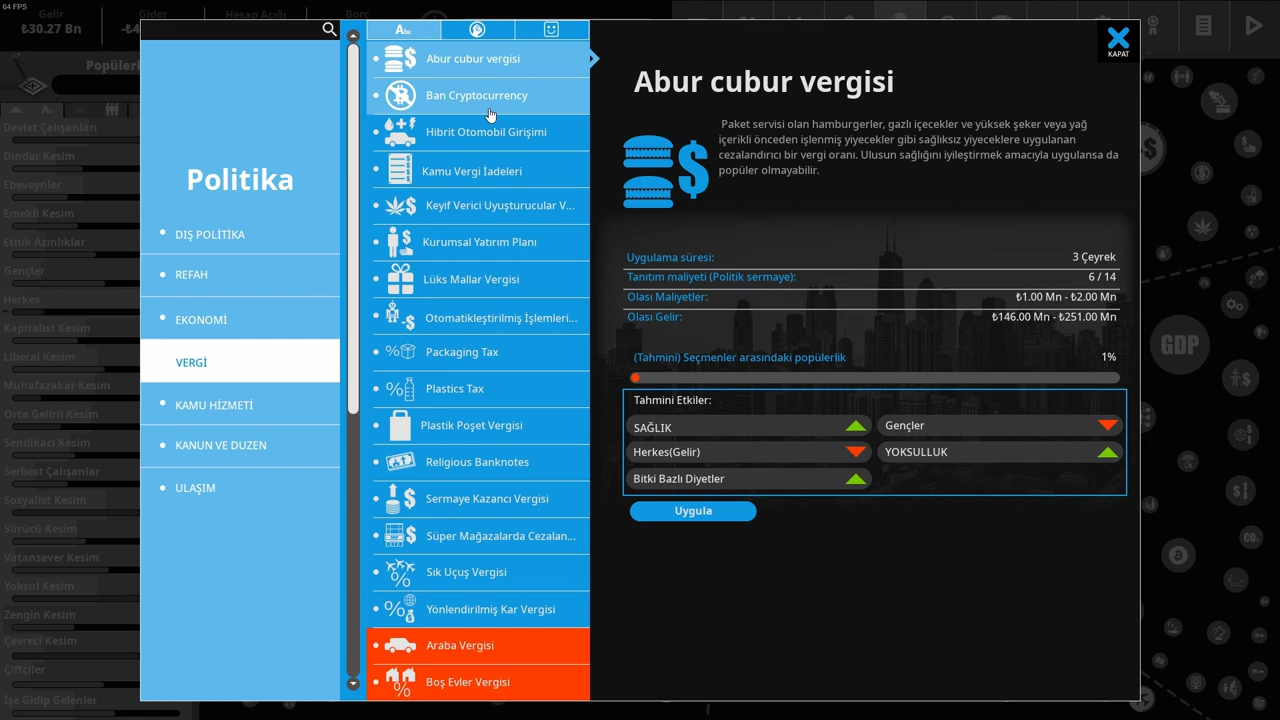 64 FPS
Gelir
Gider
Hesap Açığı
Borç
₺30.27 Bn
Devlet Çalışanları
Dindar Kesim
Ebeveynler
Emekli Kesim
Etnik Azınlıklar
Gençler
Herkes
Kapitalist Kesim
Liberal Kesim
Muhafazakar Kesim
Orta Gelirli Kesim
Sendikacı Kesim
Serbest Çalışanlar
Sosyalist Kesim
Sürücü Kesim
Vatansever Kesim
Yoksul Kesim
Zengin Kesim
Çevreci Kesim
Çiftçiler
İşe Gidip Gelenler
Politika
DIŞ POLİTİKA
REFAH
EKONOMİ
VERGİ
KAMU HİZMETİ
KANUN VE DUZEN
ULAŞIM
Abc
Abur cubur vergisi
Ban Cryptocurrency
Hibrit Otomobil Girişimi
Kamu Vergi İadeleri
Keyif Verici Uyuşturucular V...
Kurumsal Yatırım Planı
Lüks Mallar Vergisi
Otomatikleştirilmiş İşlemleri...
Packaging Tax
Plastics Tax
Plastik Poşet Vergisi
Religious Banknotes
Sermaye Kazancı Vergisi
Süper Mağazalarda Cezalan...
Sık Uçuş Vergisi
Yönlendirilmiş Kar Vergisi
Araba Vergisi
Boş Evler Vergisi
KAPAT
Abur cubur vergisi
Paket servisi olan hamburgerler, gazlı içecekler ve yüksek şeker veya yağ
içerikli önceden işlenmiş yiyecekler gibi sağlıksız yiyeceklere uygulanan
cezalandırıcı bir vergi oranı. Ulusun sağlığını iyileştirmek amacıyla uygulansa da
popüler olmayabilir.
Uygulama süresi: 3 Çeyrek
Tanıtım maliyeti (Politik sermaye): 6 / 14
Olası Maliyetler: ₺1.00 Mn - ₺2.00 Mn
Olası Gelir: ₺146.00 Mn - ₺251.00 Mn
(Tahmini) Seçmenler arasındaki popülerlik 1%
Tahmini Etkiler:
SAĞLIK Gençler
Herkes(Gelir) YOKSULLUK
Bitki Bazlı Diyetler
Uygula
GDP
CO₂